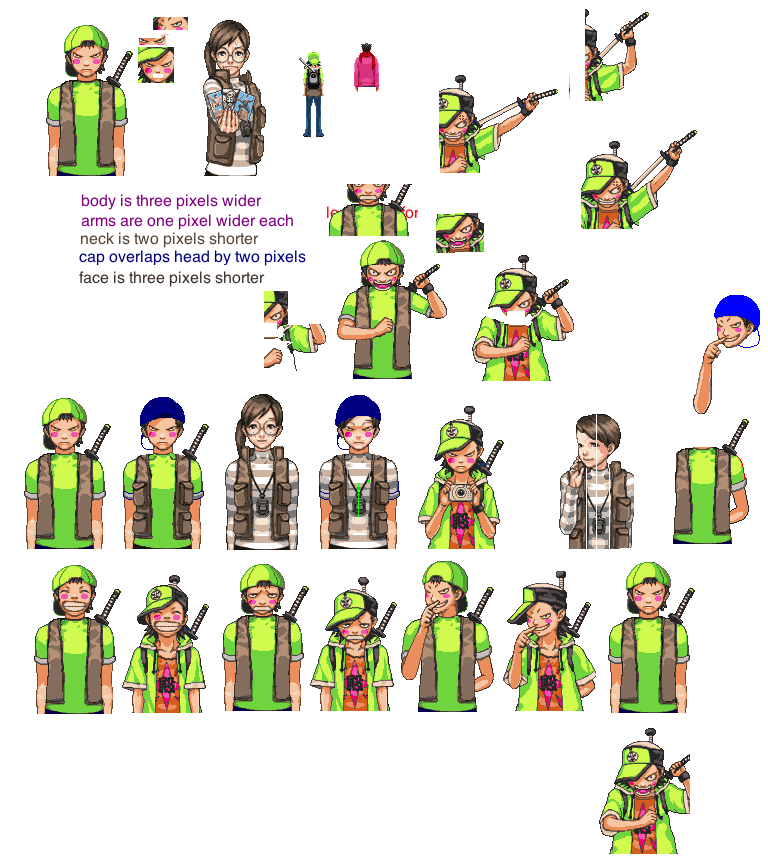 body is three pixels wider
arms are one pixel wider each
neck is two pixels shorter
cap overlaps head by two pixels
face is three pixels shorter